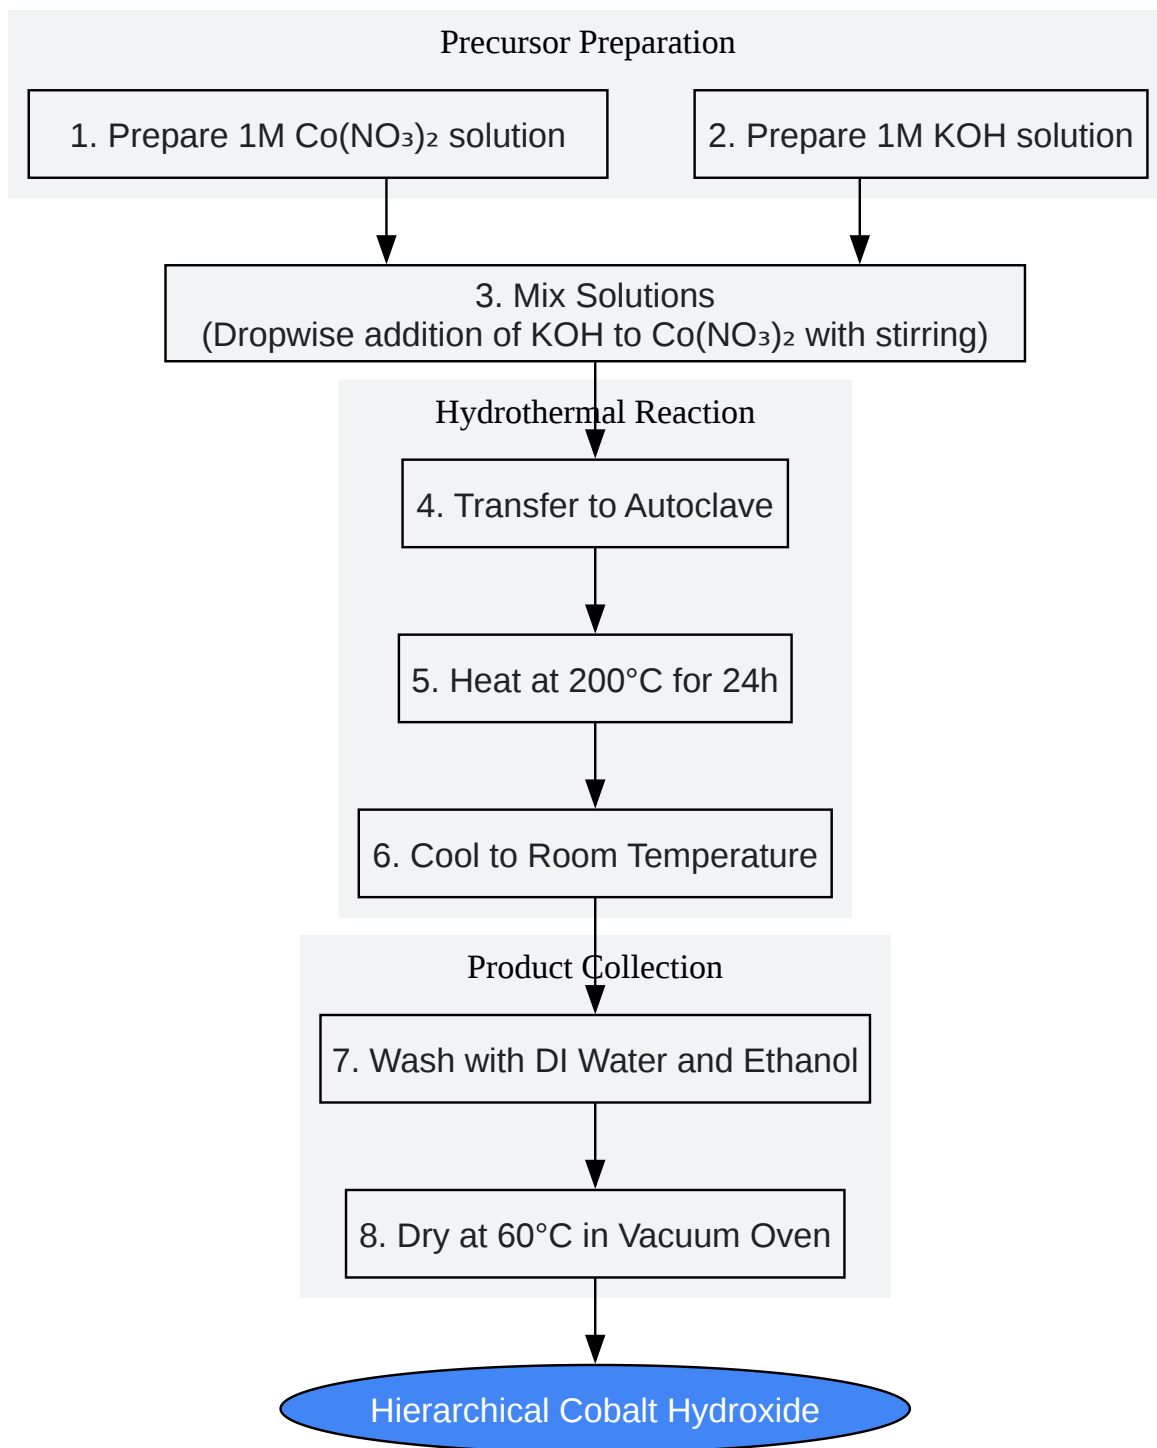 Precursor Preparation
1. Prepare 1M Co(NO₃)₂ solution
2. Prepare 1M KOH solution
3. Mix Solutions
(Dropwise addition of KOH to Co(NO₃)₂ with stirring)
Hydrothermal Reaction
4. Transfer to Autoclave
5. Heat at 200°C for 24h
6. Cool to Room Temperature
Product Collection
7. Wash with DI Water and Ethanol
8. Dry at 60°C in Vacuum Oven
Hierarchical Cobalt Hydroxide